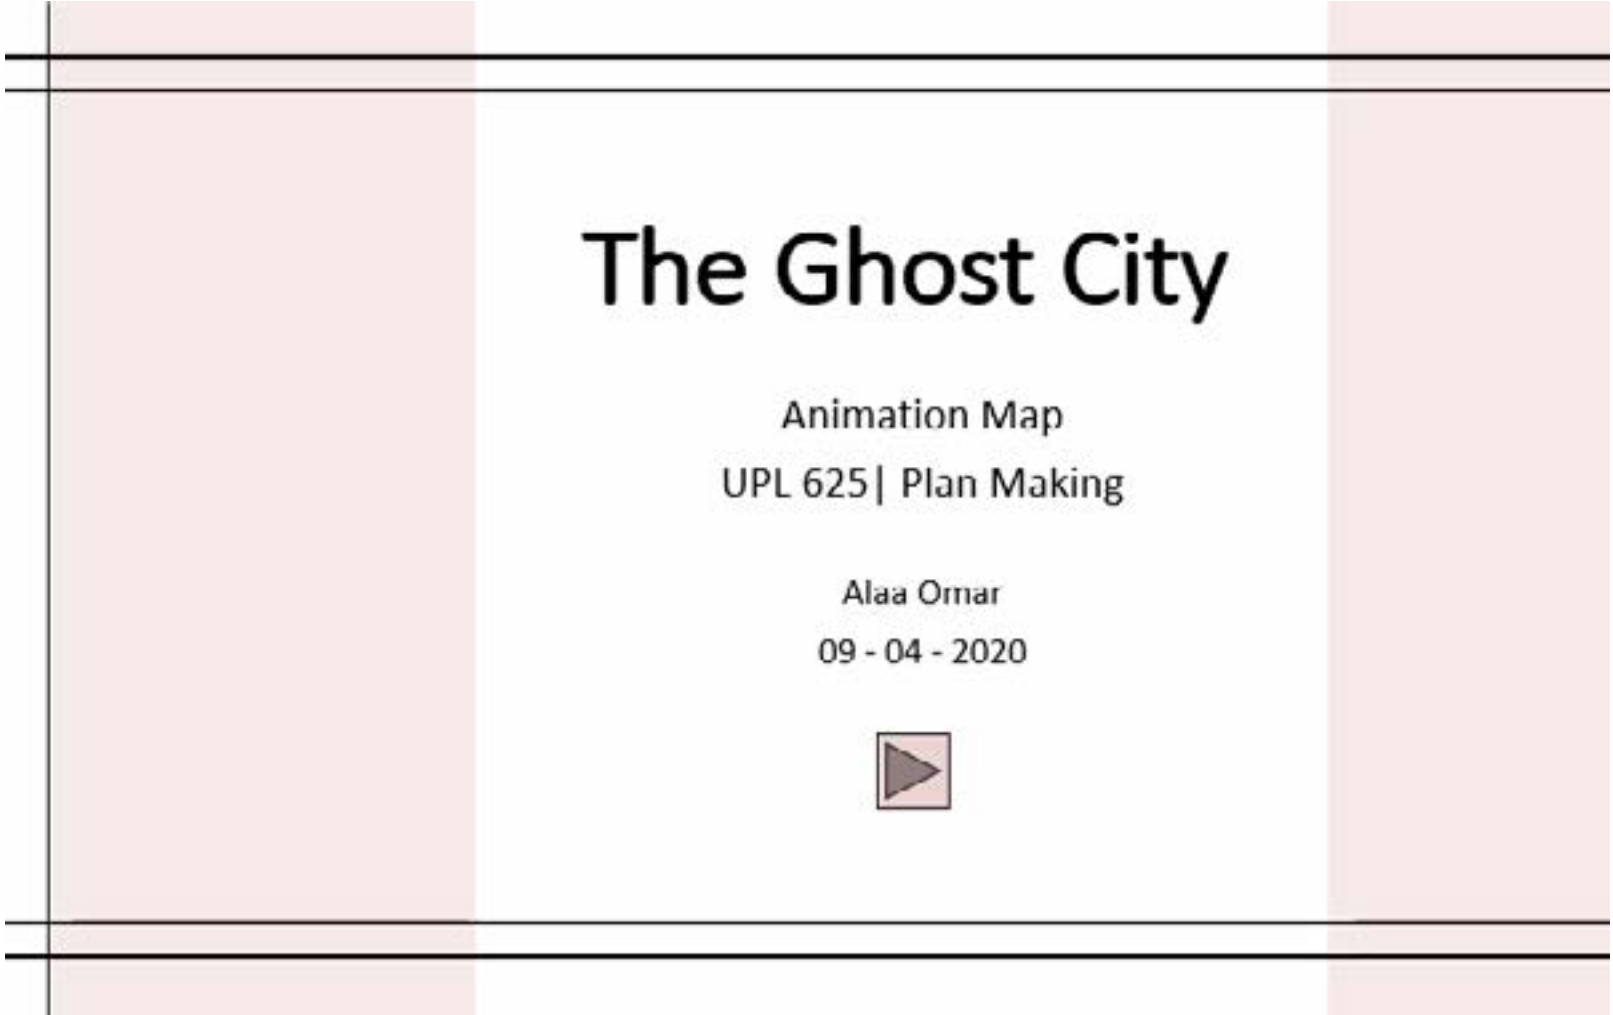 The Ghost City
Animation Map
UPL 625| Plan Making
Alaa Omar
09 - 04 - 2020